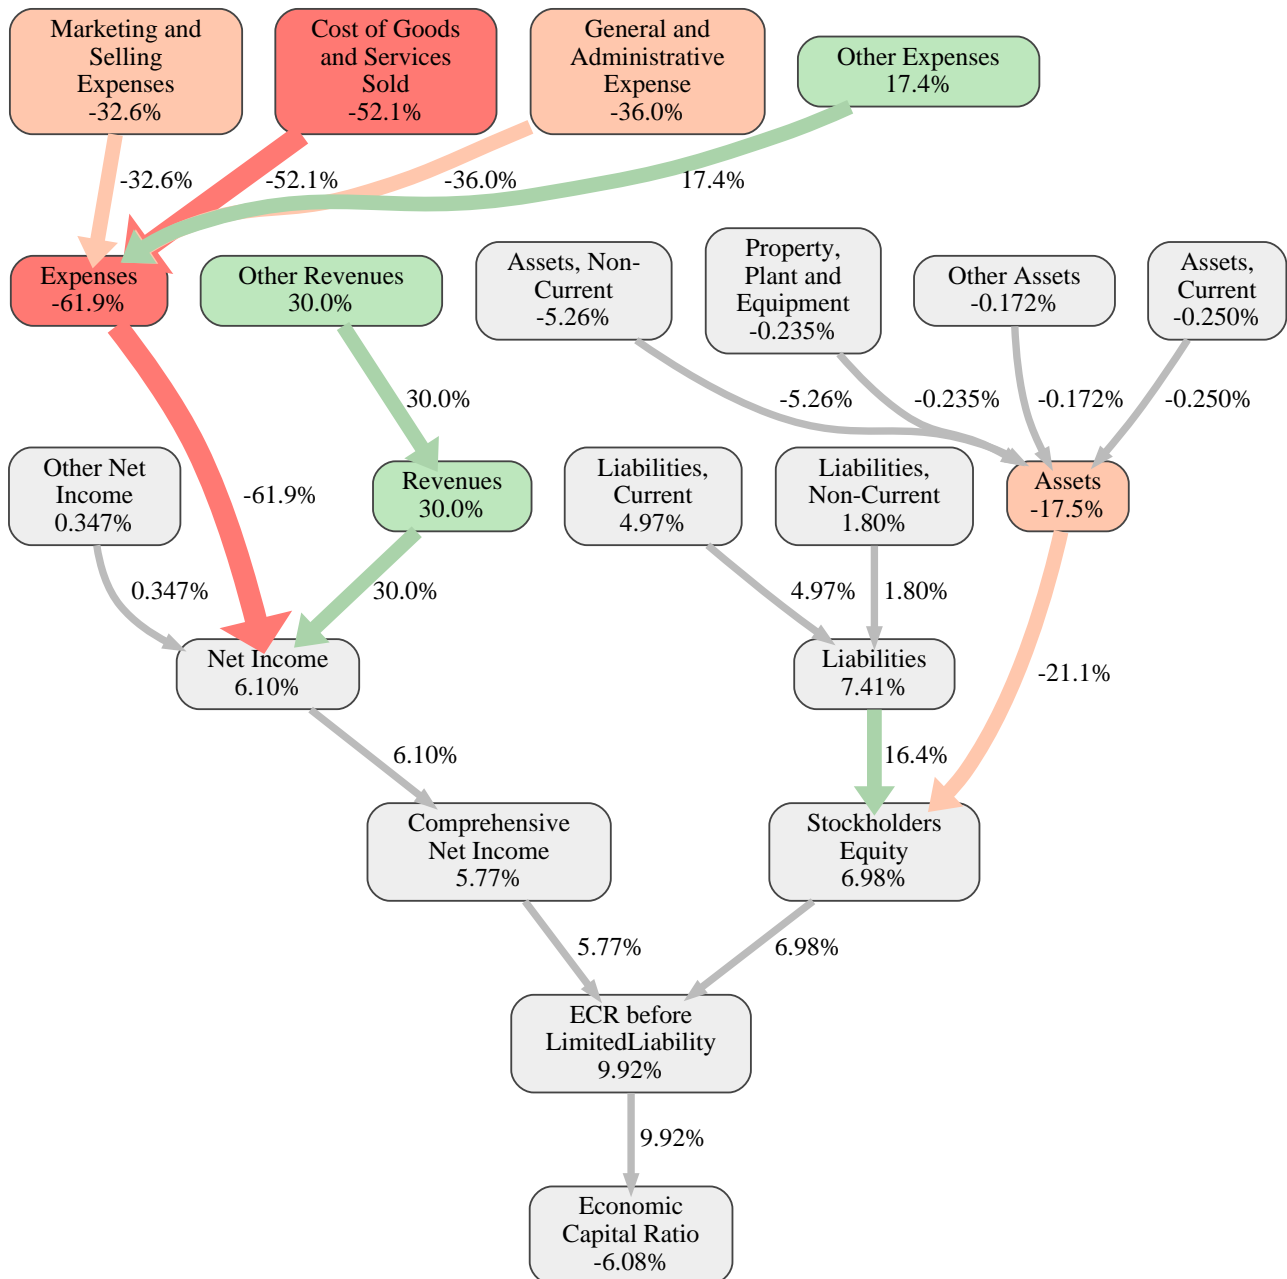 Marketing and
Selling
Expenses
-32.6%
Cost of Goods
and Services
Sold
-52.1%
General and
Administrative
Expense
-36.0%
Other Expenses
17.4%
-32.6%
-52.1%
-36.0%
17.4%
Expenses
-61.9%
Other Revenues
30.0%
Assets, Non-
Current
-5.26%
Property,
Plant and
Equipment
-0.235%
Other Assets
-0.172%
Assets,
Current
-0.250%
30.0%
-5.26%
-0.235%
-0.172%
-0.250%
Other Net
Income
0.347%
-61.9%
Revenues
30.0%
Liabilities,
Current
4.97%
Liabilities,
Non-Current
1.80%
Assets
-17.5%
0.347%
30.0%
4.97%
1.80%
Net Income
6.10%
Liabilities
7.41%
-21.1%
6.10%
16.4%
Comprehensive
Net Income
5.77%
Stockholders
Equity
6.98%
5.77%
6.98%
ECR before
LimitedLiability
9.92%
9.92%
Economic
Capital Ratio
-6.08%